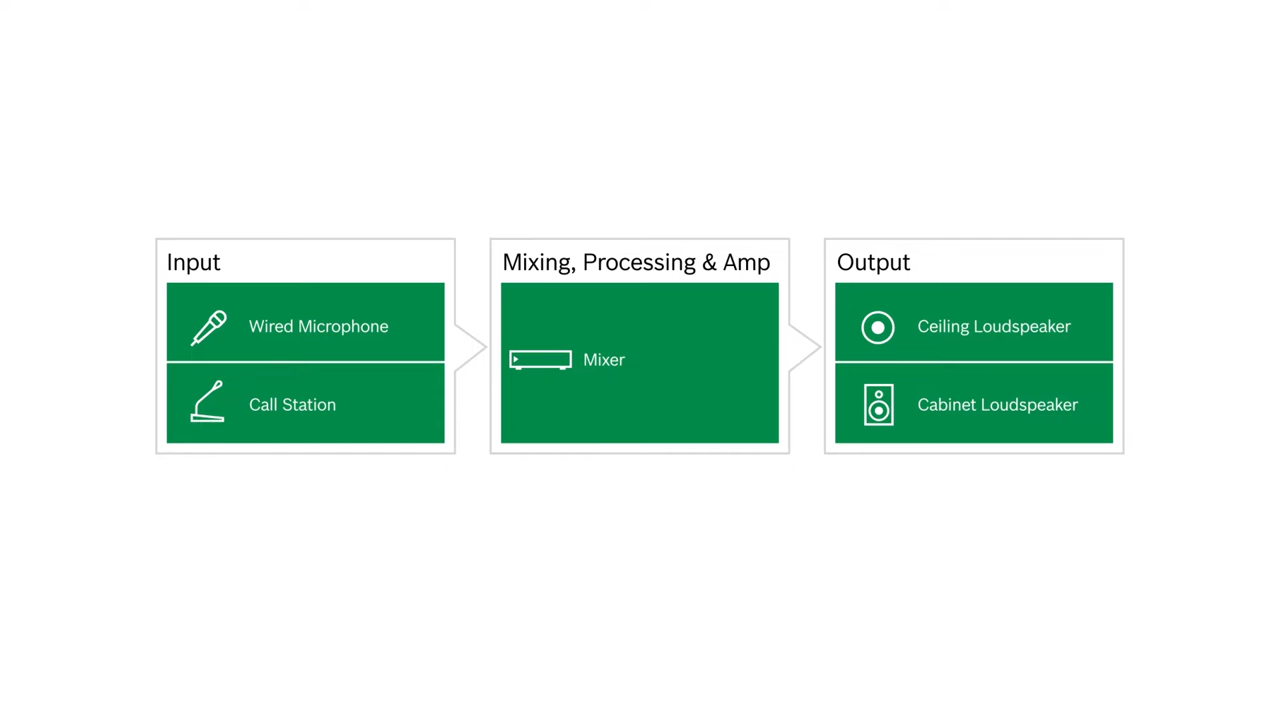 Input
Wired Microphone
Call Station
Mixing, Processing & Amp
Mixer
Output
Ceiling Loudspeaker
Cabinet Loudspeaker